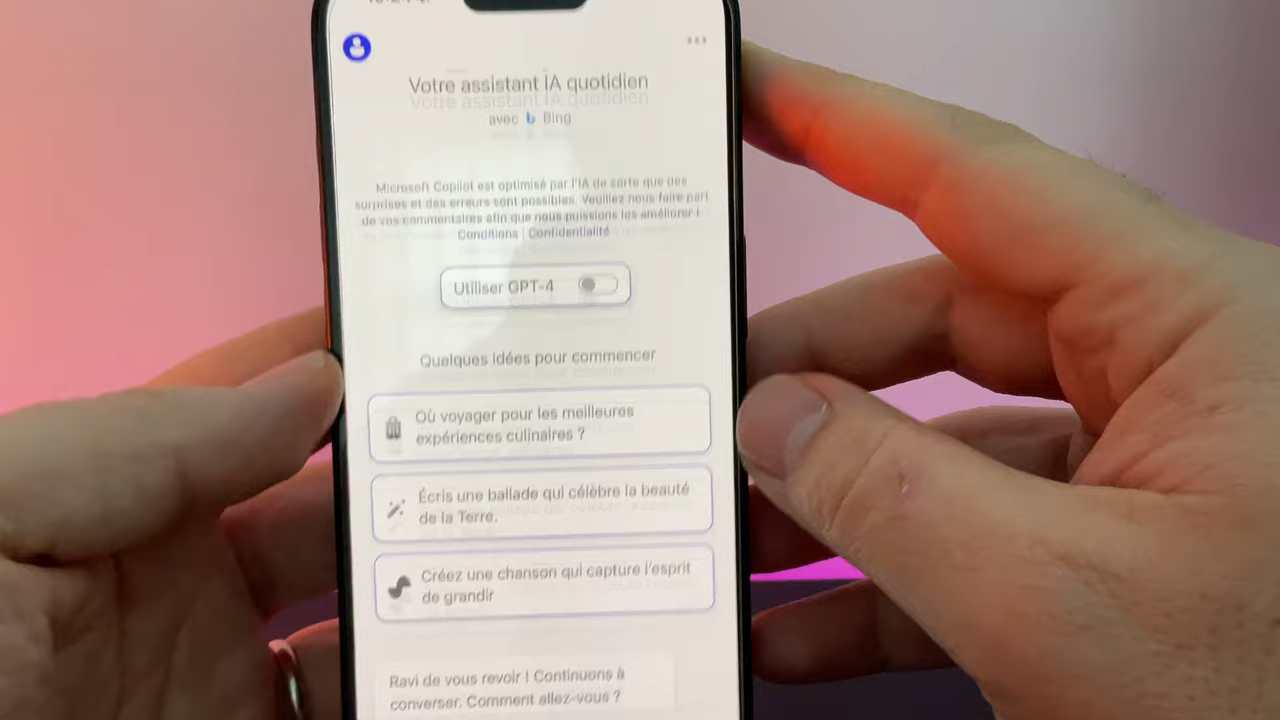 Votre assistant IA quotidien
avec Bing
Microsoft Copilot est optimisé par l'IA de sorte que des
surprises et des erreurs sont possibles. Veuillez nous faire part
de vos commentaires afin que nous puissions les améliorer !
Conditions | Confidentialité
Utiliser GPT-4
Quelques idées pour commencer
Où voyager pour les meilleures
expériences culinaires ?
Écris une ballade qui célèbre la beauté
de la Terre.
Créez une chanson qui capture l'esprit
de grandir
Ravi de vous revoir ! Continuons à
converser. Comment allez-vous ?